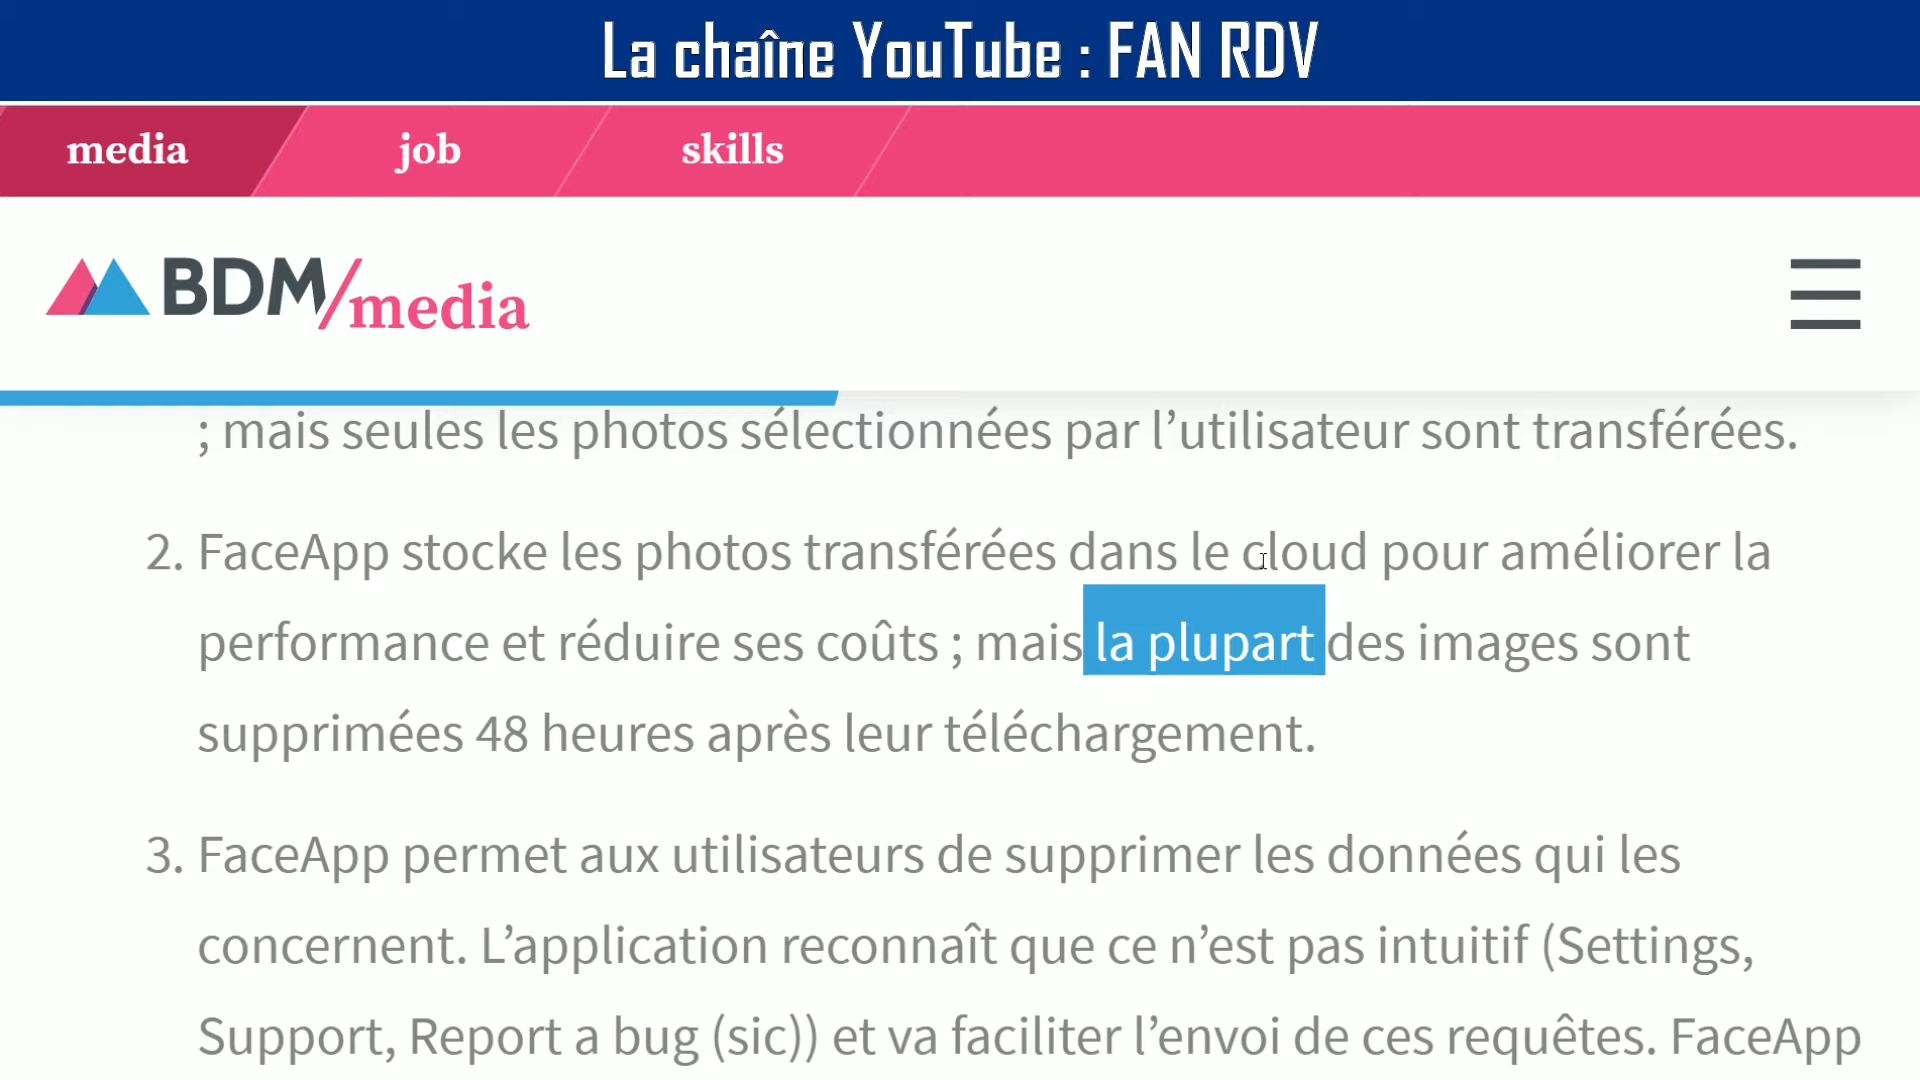 La chaîne YouTube : FAN RDV
media job skills
BDM/media
; mais seules les photos sélectionnées par l’utilisateur sont transférées.
2. FaceApp stocke les photos transférées dans le cloud pour améliorer la
performance et réduire ses coûts ; mais la plupart des images sont
supprimées 48 heures après leur téléchargement.
3. FaceApp permet aux utilisateurs de supprimer les données qui les
concernent. L’application reconnaît que ce n’est pas intuitif (Settings,
Support, Report a bug (sic)) et va faciliter l’envoi de ces requêtes. FaceApp